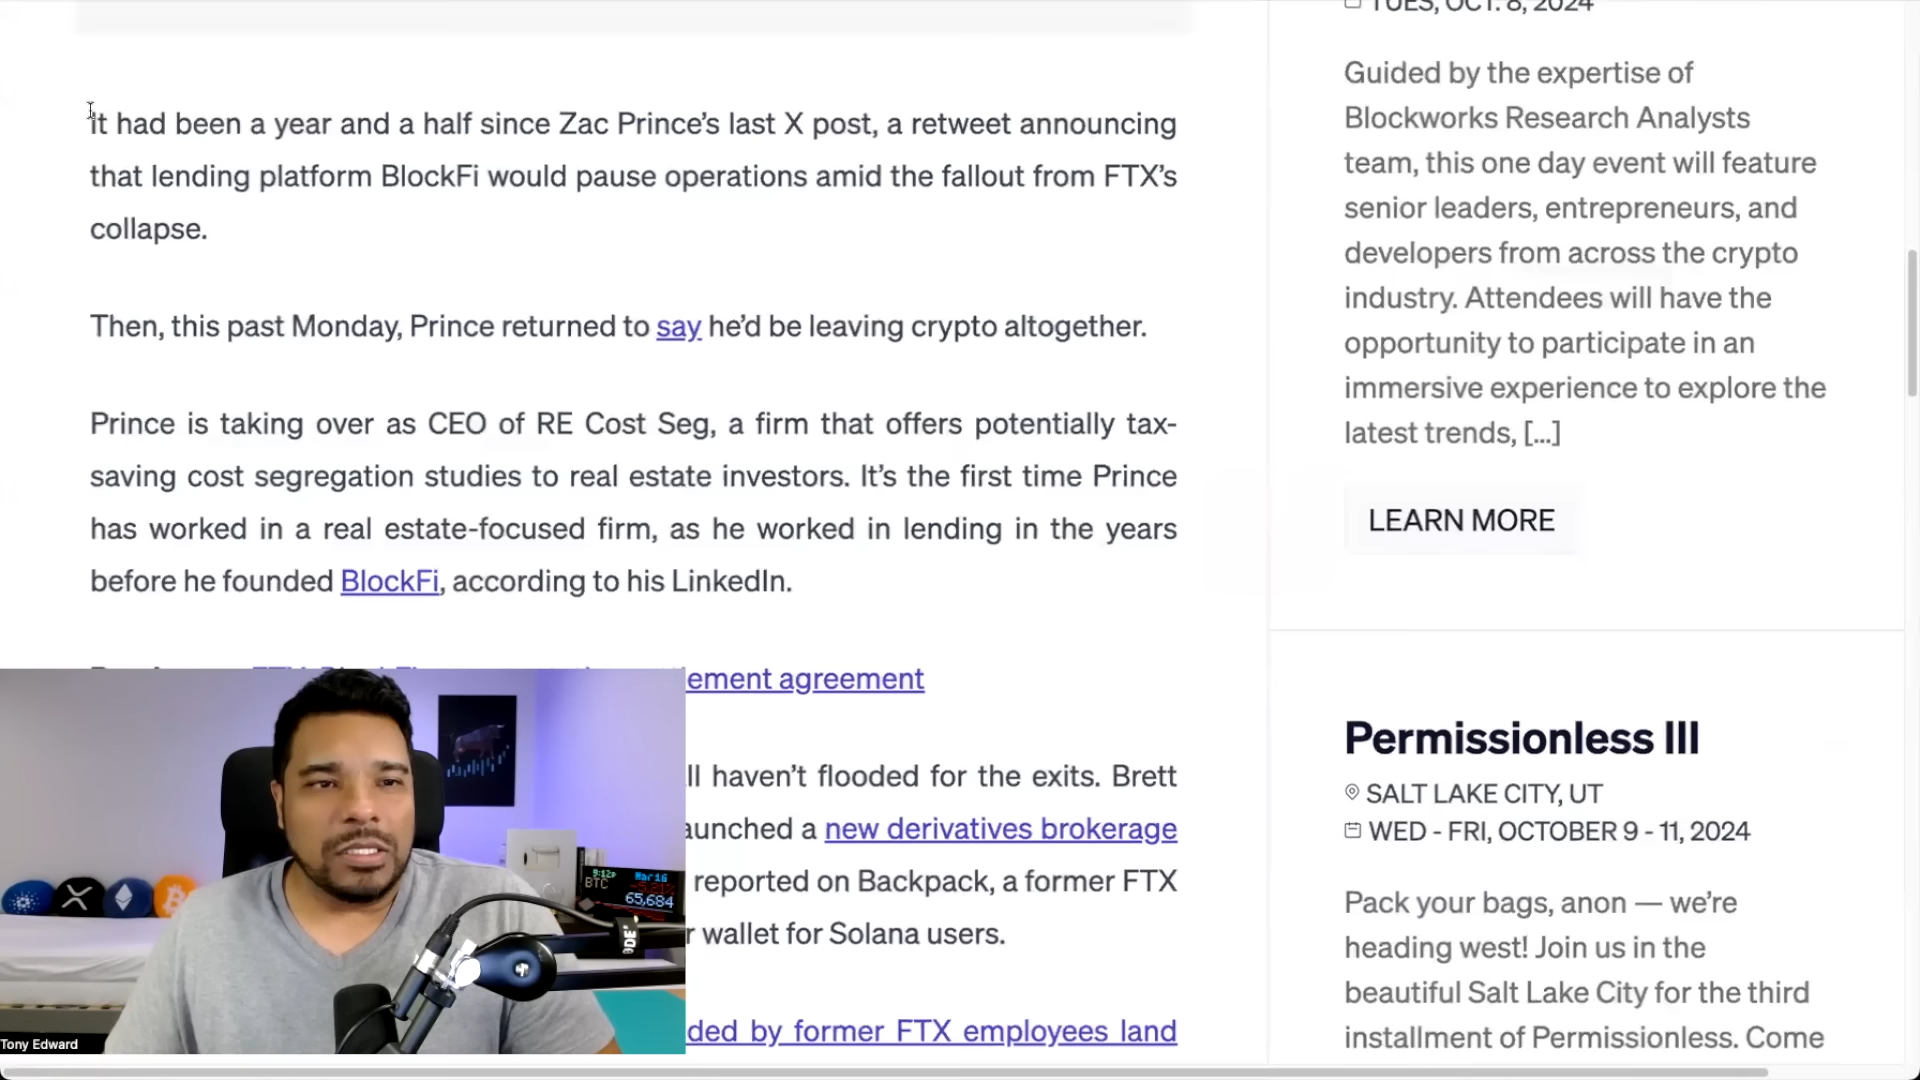 It had been a year and a half since Zac Prince’s last X post, a retweet announcing
that lending platform BlockFi would pause operations amid the fallout from FTX’s
collapse.
Then, this past Monday, Prince returned to say he’d be leaving crypto altogether.
Prince is taking over as CEO of RE Cost Seg, a firm that offers potentially tax-
saving cost segregation studies to real estate investors. It’s the first time Prince
has worked in a real estate-focused firm, as he worked in lending in the years
before he founded BlockFi, according to his LinkedIn.
ement agreement
ll haven’t flooded for the exits. Brett
aunched a new derivatives brokerage
reported on Backpack, a former FTX
r wallet for Solana users.
ded by former FTX employees land
9:12P Mar 16
BTC
65,684
Tony Edward
TUES, OCT. 8, 2024
Guided by the expertise of
Blockworks Research Analysts
team, this one day event will feature
senior leaders, entrepreneurs, and
developers from across the crypto
industry. Attendees will have the
opportunity to participate in an
immersive experience to explore the
latest trends, [...]
LEARN MORE
Permissionless III
SALT LAKE CITY, UT
WED - FRI, OCTOBER 9 - 11, 2024
Pack your bags, anon — we’re
heading west! Join us in the
beautiful Salt Lake City for the third
installment of Permissionless. Come